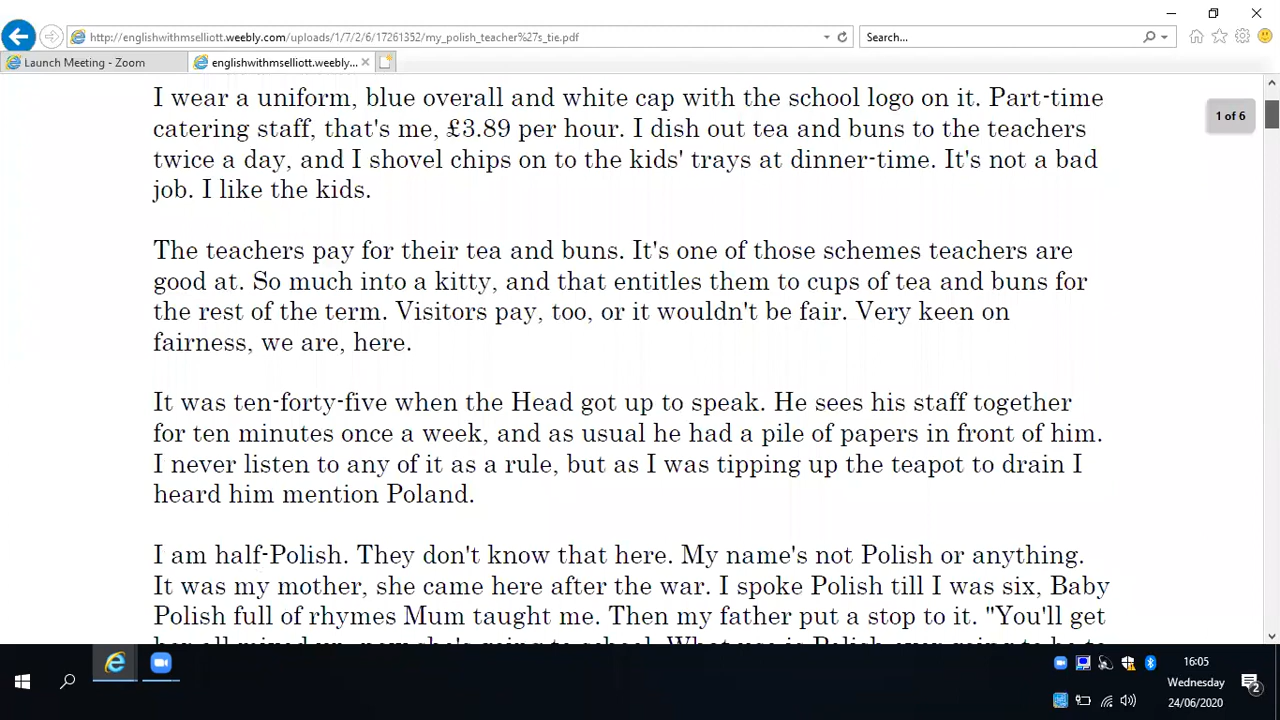 http://englishwithmselliott.weebly.com/uploads/1/7/2/6/17261352/my_polish_teacher%27s_tie.pdf
Search...
Launch Meeting - Zoom
englishwithmselliott.weebly...
I wear a uniform, blue overall and white cap with the school logo on it. Part-time
catering staff, that's me, £3.89 per hour. I dish out tea and buns to the teachers
twice a day, and I shovel chips on to the kids' trays at dinner-time. It's not a bad
job. I like the kids.
1 of 6
The teachers pay for their tea and buns. It's one of those schemes teachers are
good at. So much into a kitty, and that entitles them to cups of tea and buns for
the rest of the term. Visitors pay, too, or it wouldn't be fair. Very keen on
fairness, we are, here.
It was ten-forty-five when the Head got up to speak. He sees his staff together
for ten minutes once a week, and as usual he had a pile of papers in front of him.
I never listen to any of it as a rule, but as I was tipping up the teapot to drain I
heard him mention Poland.
I am half-Polish. They don't know that here. My name's not Polish or anything.
It was my mother, she came here after the war. I spoke Polish till I was six, Baby
Polish full of rhymes Mum taught me. Then my father put a stop to it. "You'll get
16:05
Wednesday
24/06/2020
2